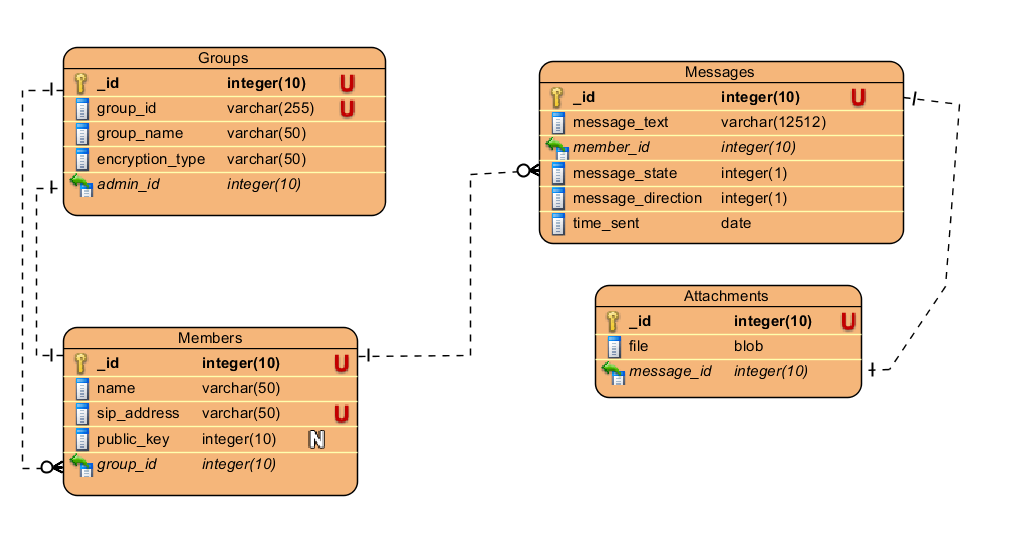 Groups
_id integer(10) U
group_id varchar(255) U
group_name varchar(50)
encryption_type varchar(50)
admin_id integer(10)
Messages
_id integer(10) U
message_text varchar(12512)
member_id integer(10)
message_state integer(1)
message_direction integer(1)
time_sent date
Attachments
_id integer(10) U
file blob
message_id integer(10)
Members
_id integer(10) U
name varchar(50)
sip_address varchar(50) U
public_key integer(10) N
group_id integer(10)